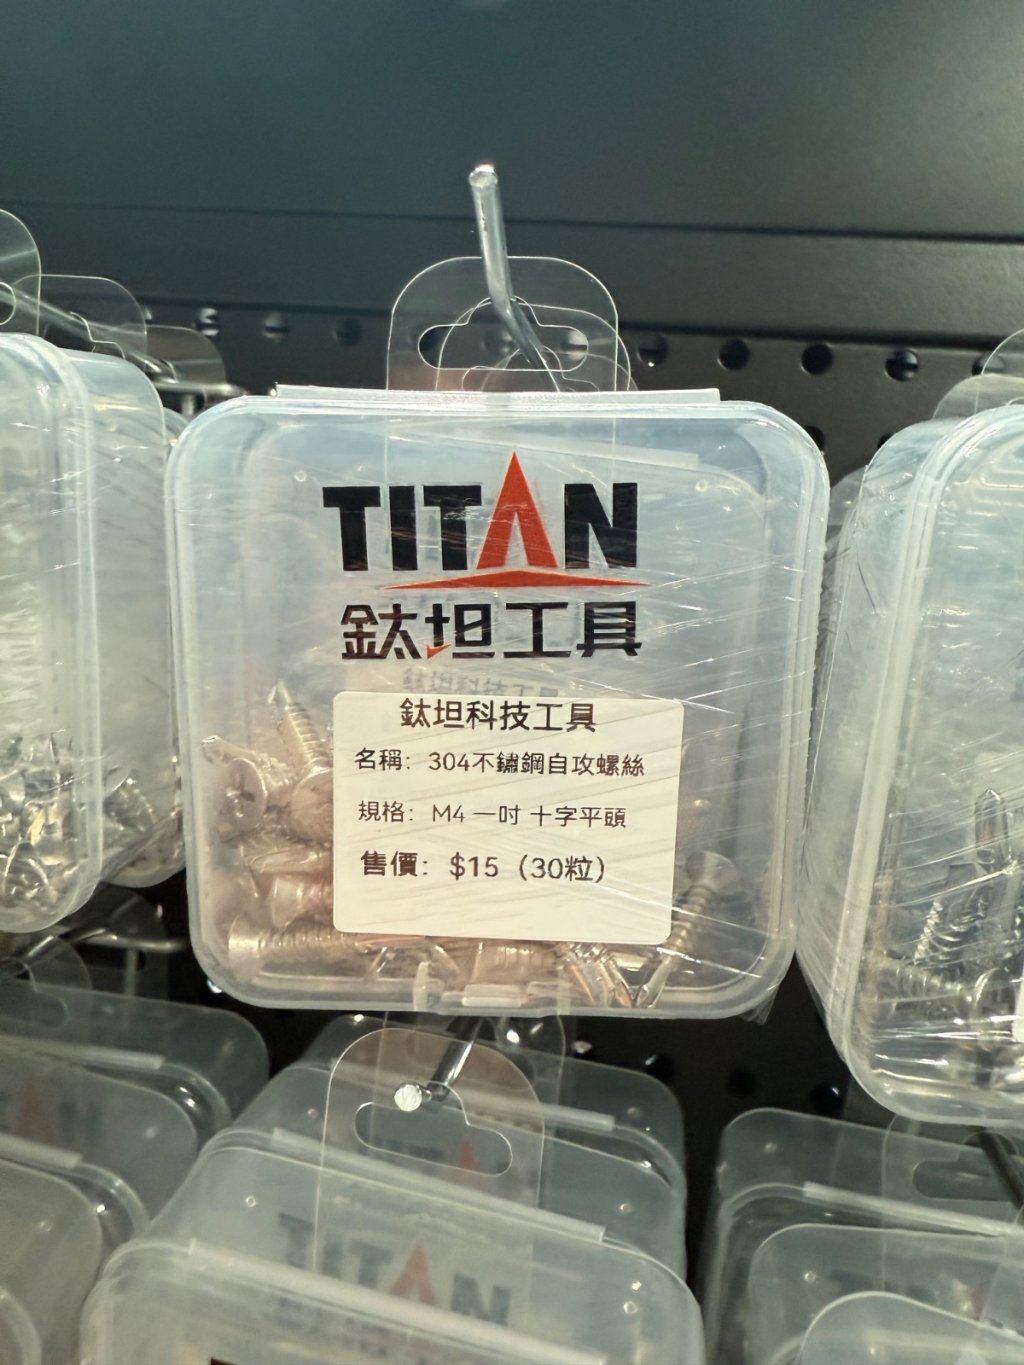 TITAN
鈦坦工具
鈦坦科技工具
名稱：304不鏽鋼自攻螺絲
規格：M4 一吋 十字平頭
售價：$15（30粒）
TITAN